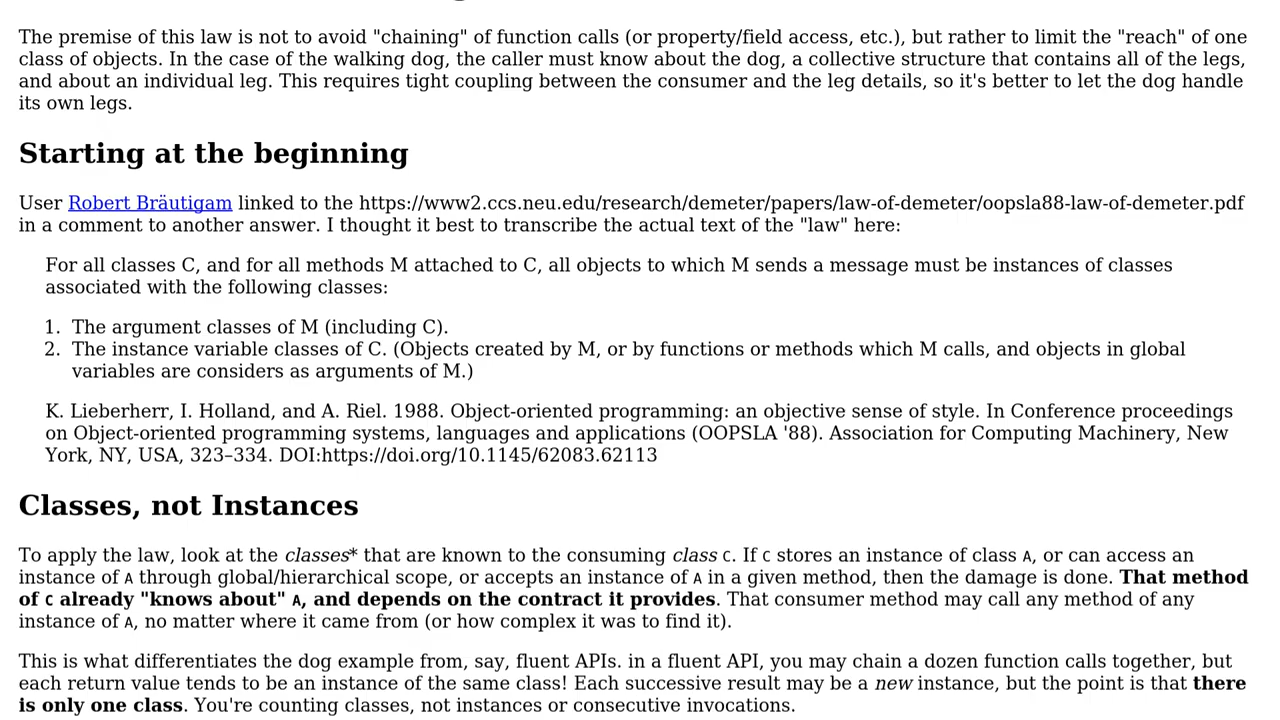 The premise of this law is not to avoid "chaining" of function calls (or property/field access, etc.), but rather to limit the "reach" of one
class of objects. In the case of the walking dog, the caller must know about the dog, a collective structure that contains all of the legs,
and about an individual leg. This requires tight coupling between the consumer and the leg details, so it's better to let the dog handle
its own legs.
Starting at the beginning
User Robert Bräutigam linked to the https://www2.ccs.neu.edu/research/demeter/papers/law-of-demeter/oopsla88-law-of-demeter.pdf
in a comment to another answer. I thought it best to transcribe the actual text of the "law" here:
For all classes C, and for all methods M attached to C, all objects to which M sends a message must be instances of classes
associated with the following classes:
1. The argument classes of M (including C).
2. The instance variable classes of C. (Objects created by M, or by functions or methods which M calls, and objects in global
variables are considers as arguments of M.)
K. Lieberherr, I. Holland, and A. Riel. 1988. Object-oriented programming: an objective sense of style. In Conference proceedings
on Object-oriented programming systems, languages and applications (OOPSLA '88). Association for Computing Machinery, New
York, NY, USA, 323–334. DOI:https://doi.org/10.1145/62083.62113
Classes, not Instances
To apply the law, look at the classes* that are known to the consuming class C. If C stores an instance of class A, or can access an
instance of A through global/hierarchical scope, or accepts an instance of A in a given method, then the damage is done. That method
of C already "knows about" A, and depends on the contract it provides. That consumer method may call any method of any
instance of A, no matter where it came from (or how complex it was to find it).
This is what differentiates the dog example from, say, fluent APIs. in a fluent API, you may chain a dozen function calls together, but
each return value tends to be an instance of the same class! Each successive result may be a new instance, but the point is that there
is only one class. You're counting classes, not instances or consecutive invocations.